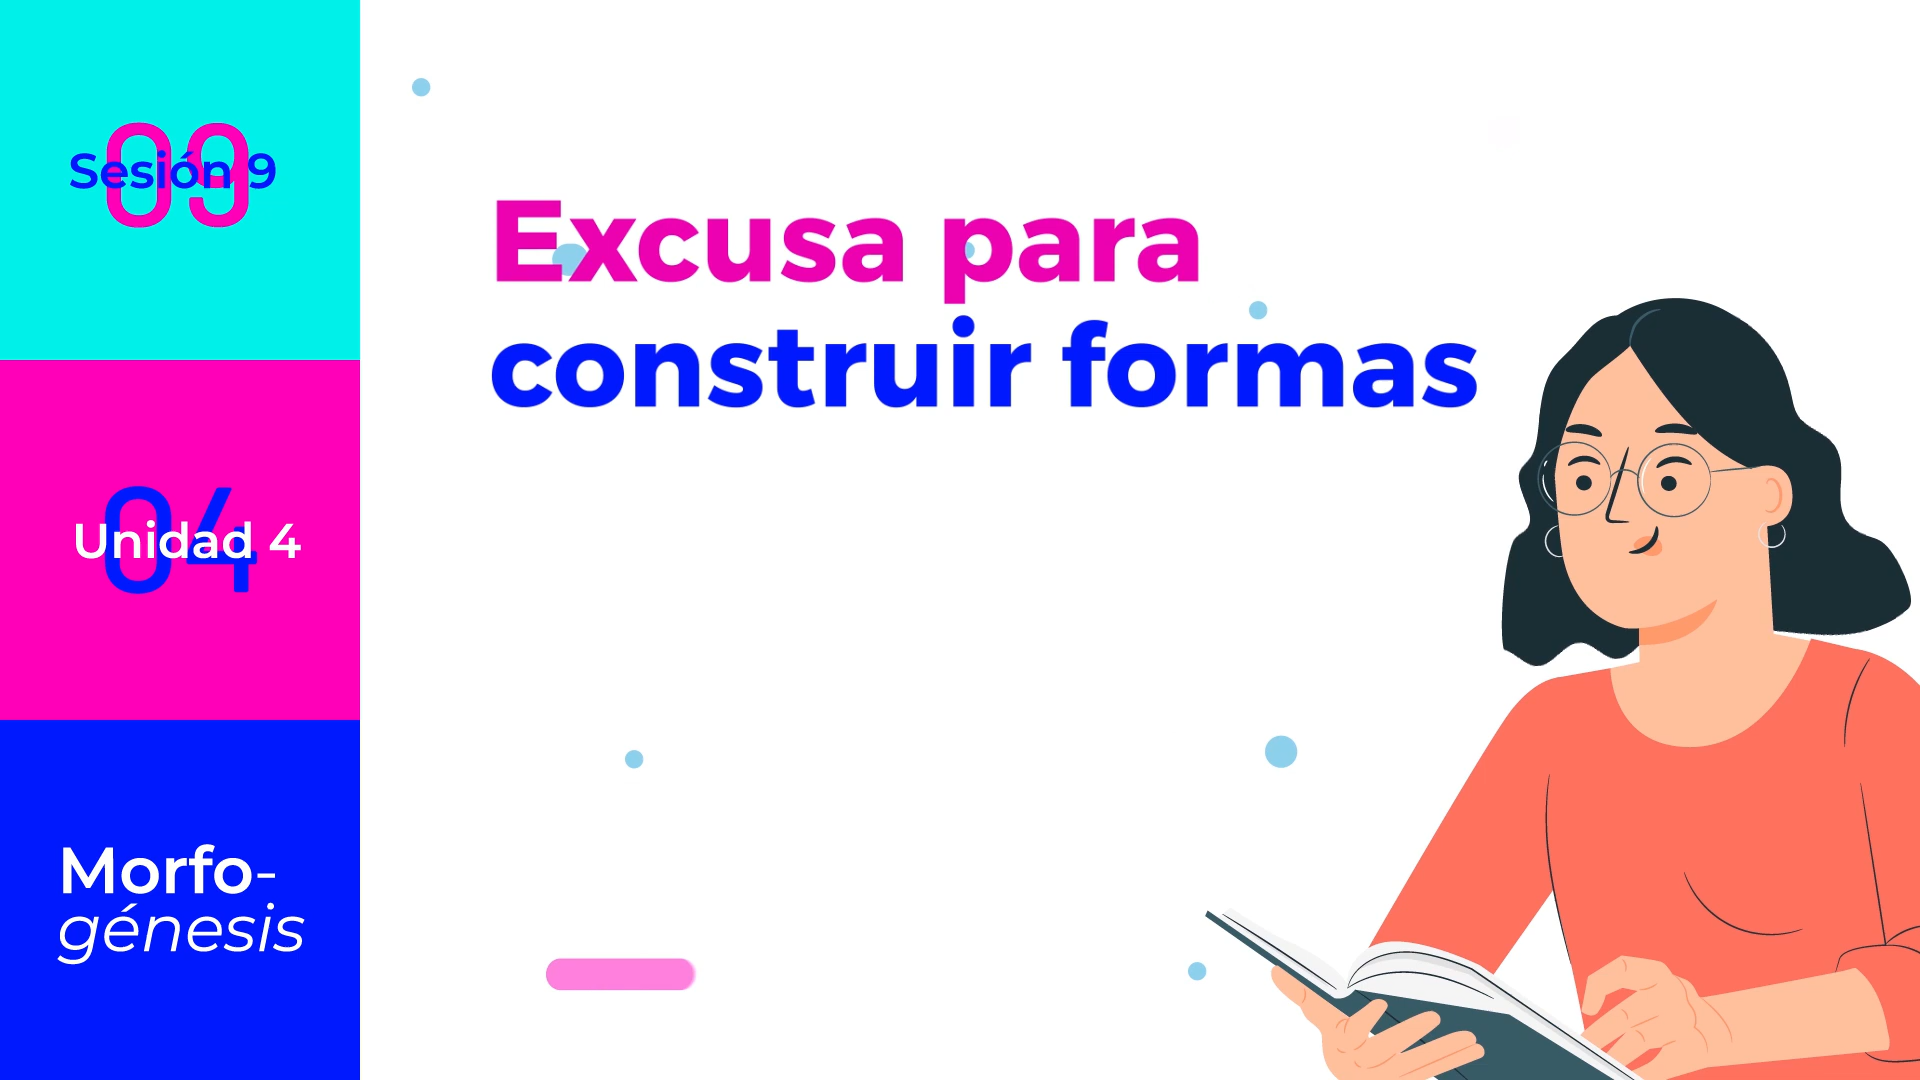 09
Sesión 9
04
Unidad 4
Morfo-
génesis
Excusa para
construir formas